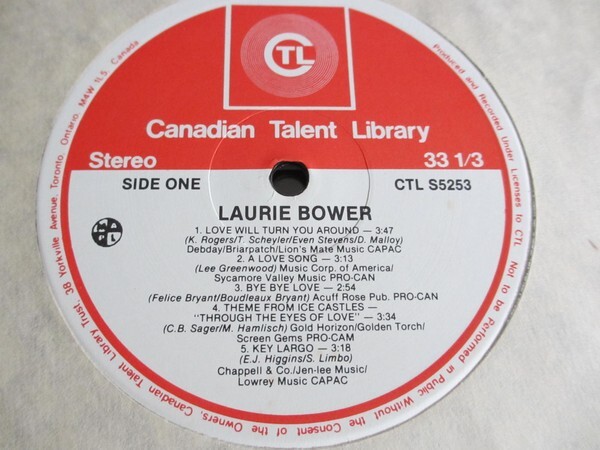 CTL
Canadian Talent Library
Stereo 33 1/3
SIDE ONE CTL S5253
MAPL
LAURIE BOWER
1. LOVE WILL TURN YOU AROUND — 3:47
(K. Rogers/T. Scheyler/Even Stevens/D. Malloy)
Debday/Briarpatch/Lion's Mate Music CAPAC
2. A LOVE SONG — 3:13
(Lee Greenwood) Music Corp. of America/
Sycamore Valley Music PRO-CAN
3. BYE BYE LOVE — 2:54
(Felice Bryant/Boudleaux Bryant) Acuff Rose Pub. PRO-CAN
4. THEME FROM ICE CASTLES —
"THROUGH THE EYES OF LOVE" — 3:34
(C.B. Sager/M. Hamlisch) Gold Horizon/Golden Torch/
Screen Gems PRO-CAM
5. KEY LARGO — 3:18
(E.J. Higgins/S. Limbo)
Chappell & Co./Jen-lee Music/
Lowrey Music CAPAC
Produced and Recorded Under Licenses to CTL. Not to be Performed in Public Without the Consent of the Owners, Canadian Talent Library Trust, 38 Yorkville Avenue, Toronto, Ontario. M4W 1L5, Canada